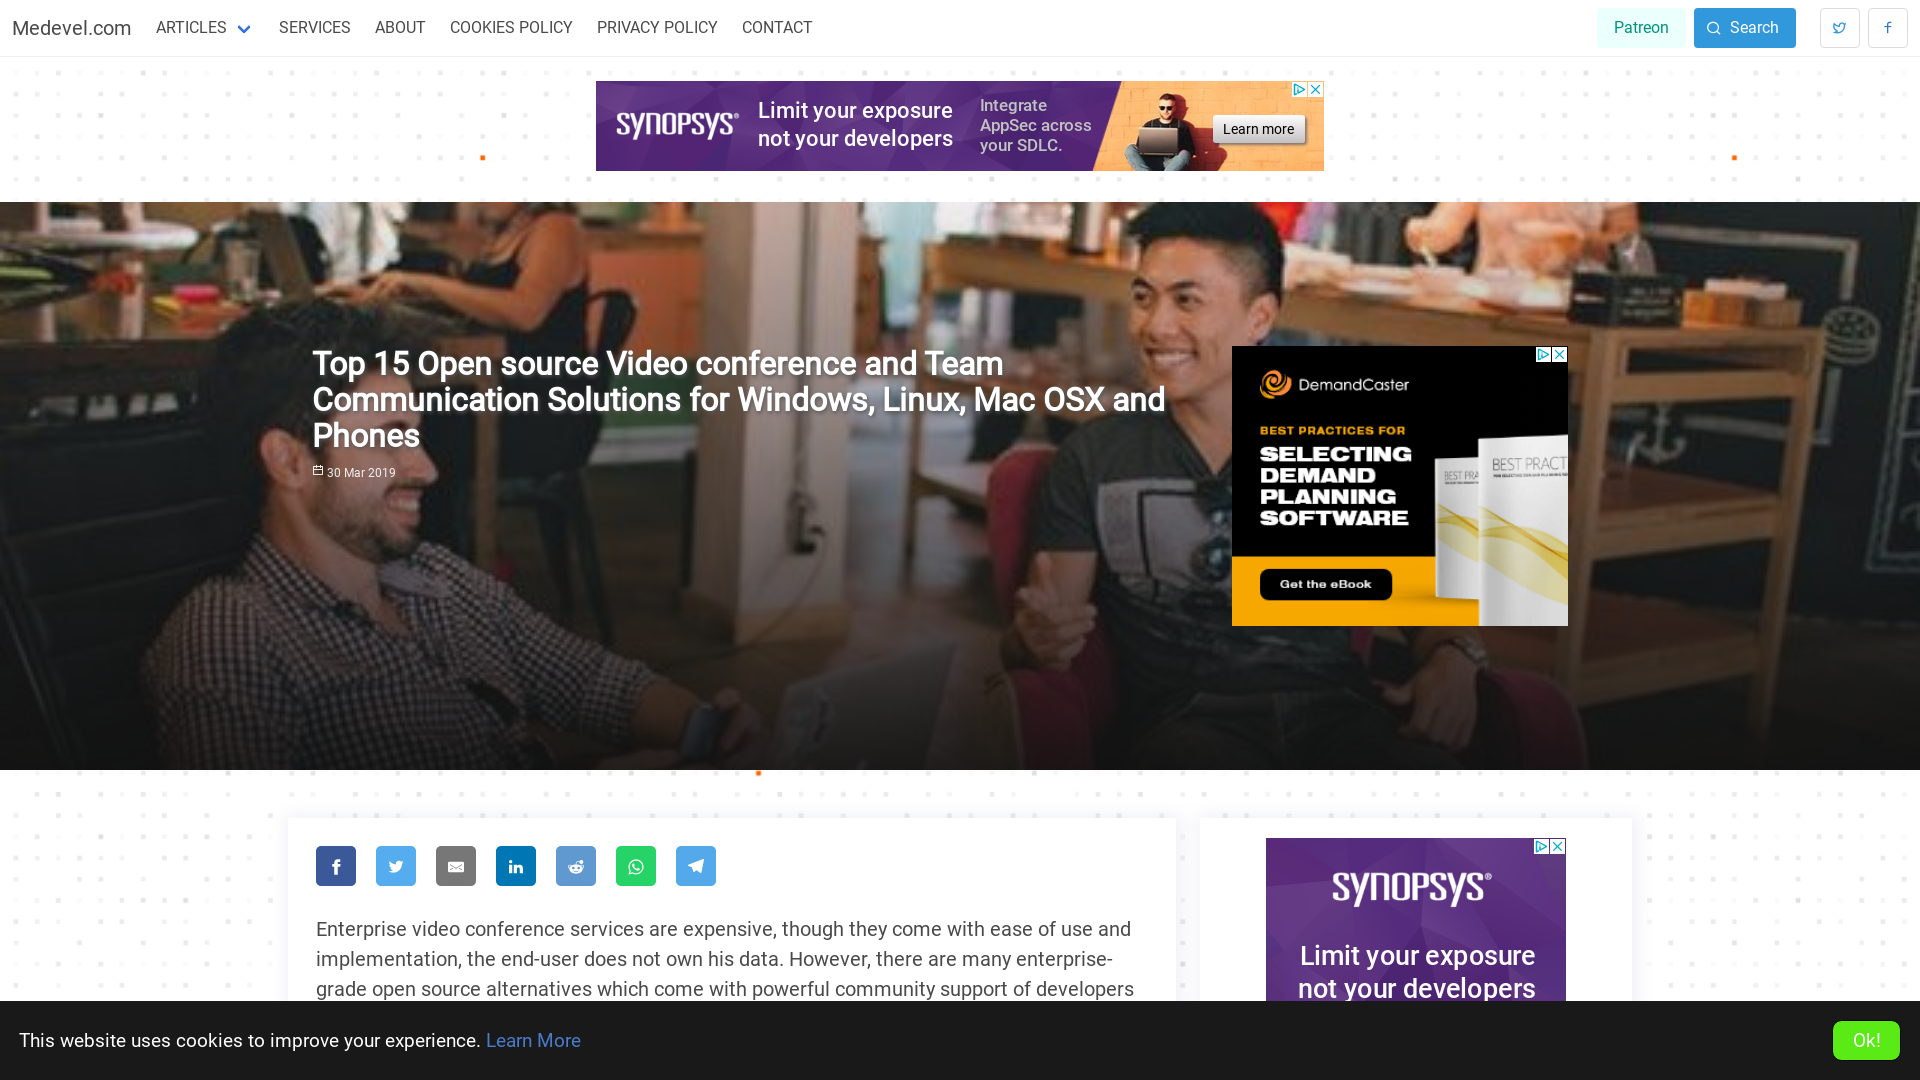 Medevel.com
ARTICLES SERVICES ABOUT COOKIES POLICY PRIVACY POLICY CONTACT
Patreon Search
SYNOPSYS®
Limit your exposure
not your developers
Integrate
AppSec across
your SDLC.
Learn more
Top 15 Open source Video conference and Team
Communication Solutions for Windows, Linux, Mac OSX and
Phones
30 Mar 2019
DemandCaster
BEST PRACTICES FOR
SELECTING
DEMAND
PLANNING
SOFTWARE
BEST PRACT
BEST PRACT
Get the eBook
Enterprise video conference services are expensive, though they come with ease of use and
implementation, the end-user does not own his data. However, there are many enterprise-
grade open source alternatives which come with powerful community support of developers
SYNOPSYS®
Limit your exposure
not your developers
This website uses cookies to improve your experience. Learn More
Ok!